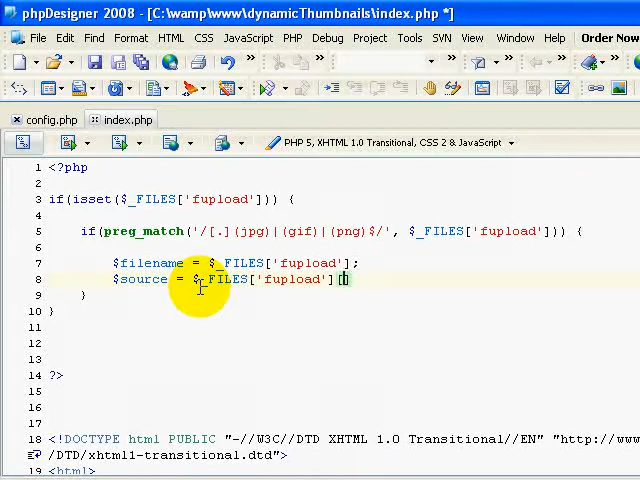 phpDesigner 2008 - [C:\wamp\www\dynamicThumbnails\index.php *]
File Edit Find Format HTML CSS JavaScript PHP Debug Project Tools SVN View Window Help
config.php index.php
PHP 5, XHTML 1.0 Transitional, CSS 2 & JavaScript
1 <?php
2
3 if(isset($_FILES['fupload'])) {
4
5 if(preg_match('/[.](jpg)|(gif)|(png)$/', $_FILES['fupload'])) {
6
7 $filename = $_FILES['fupload'];
8 $source = $_FILES['fupload'][]
9 }
10 }
11
12
13
14 ?>
15
16
17
18 <!DOCTYPE html PUBLIC "-//W3C//DTD XHTML 1.0 Transitional//EN" "http://www
/DTD/xhtml1-transitional.dtd">
19 <html>